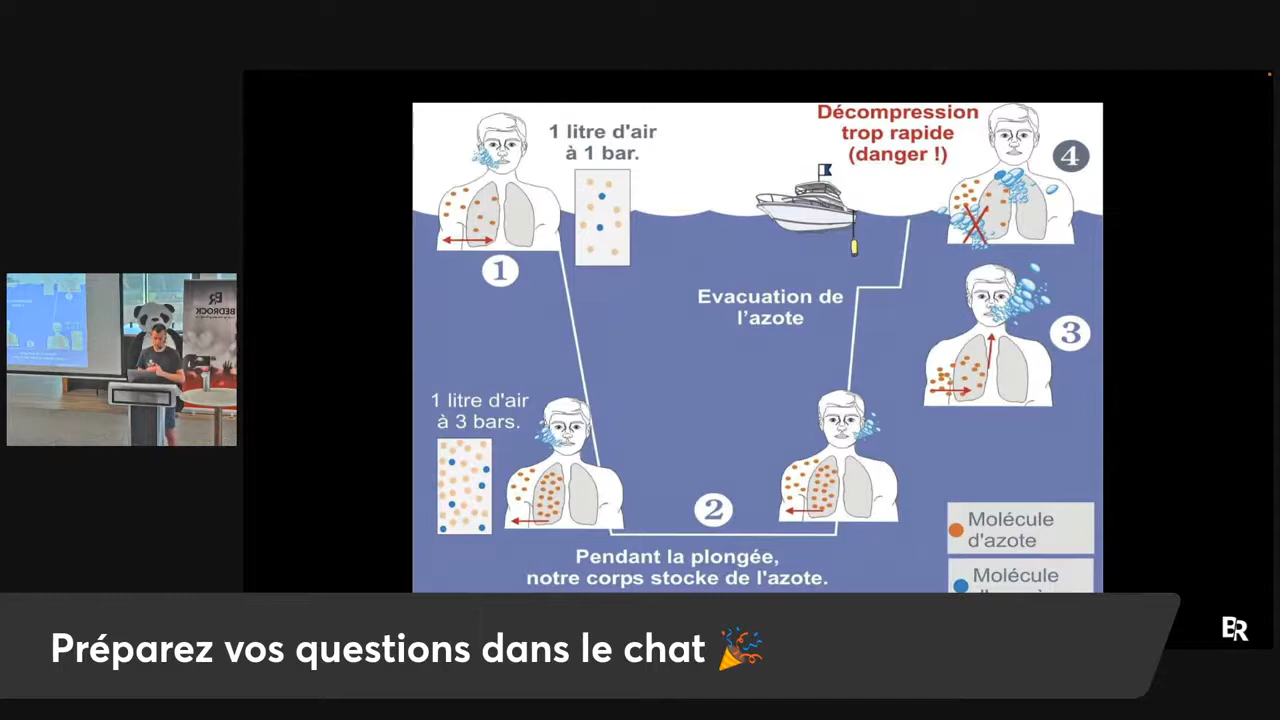 1 litre d'air
à 1 bar.
Décompression
trop rapide
(danger !)
4
1
Evacuation de
l'azote
3
1 litre d'air
à 3 bars.
2
Pendant la plongée,
notre corps stocke de l'azote.
Molécule
d'azote
Molécule
BEDROCK
Préparez vos questions dans le chat 🎉
BR